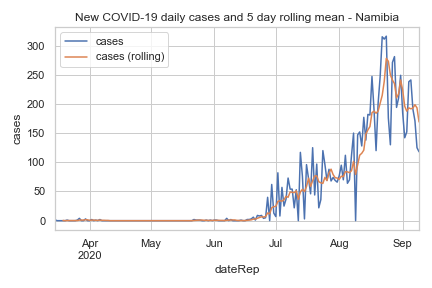 New COVID-19 daily cases and 5 day rolling mean - Namibia
cases
cases (rolling)
300
250
200
150
100
50
0
cases
Apr
2020
May
Jun
Jul
Aug
Sep
dateRep